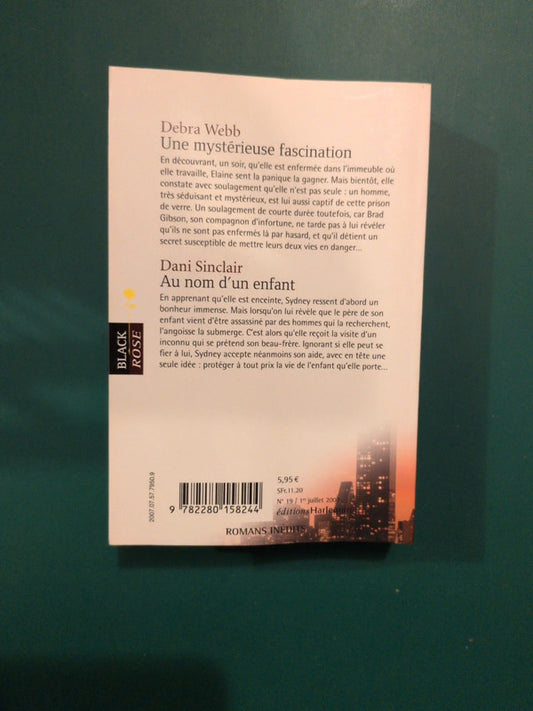 Debra Webb
Une mystérieuse fascination
En découvrant, un soir, qu'elle est enfermée dans l'immeuble où
elle travaille, Elaine sent la panique la gagner. Mais bientôt, elle
constate avec soulagement qu'elle n'est pas seule : un homme,
très séduisant et mystérieux, est lui aussi captif de cette prison
de verre. Un soulagement de courte durée toutefois, car Brad
Gibson, son compagnon d'infortune, ne tarde pas à lui révéler
qu'ils ne sont pas enfermés là par hasard, et qu'il détient un
secret susceptible de mettre leurs deux vies en danger...
Dani Sinclair
Au nom d'un enfant
En apprenant qu'elle est enceinte, Sydney ressent d'abord un
bonheur immense. Mais lorsqu'on lui révèle que le père de son
enfant vient d'être assassiné par des hommes qui la recherchent,
l'angoisse la submerge. C'est alors qu'elle reçoit la visite d'un
inconnu qui se prétend son beau-frère. Ignorant si elle peut se
fier à lui, Sydney accepte néanmoins son aide, avec en tête une
seule idée : protéger à tout prix la vie de l'enfant qu'elle porte...
BLACK
ROSE
2007.07.57.7950.9
5,95 €
SFr.11.20
N° 19 / 1er juillet
éditions Harlequin
9 782280 158244
ROMANS INÉDITS